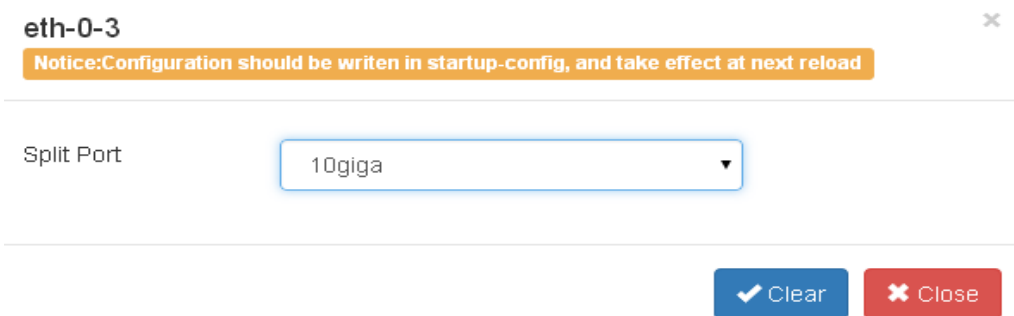 eth-0-3
Notice:Configuration should be writen in startup-config, and take effect at next reload
Split Port
10giga
Clear
Close